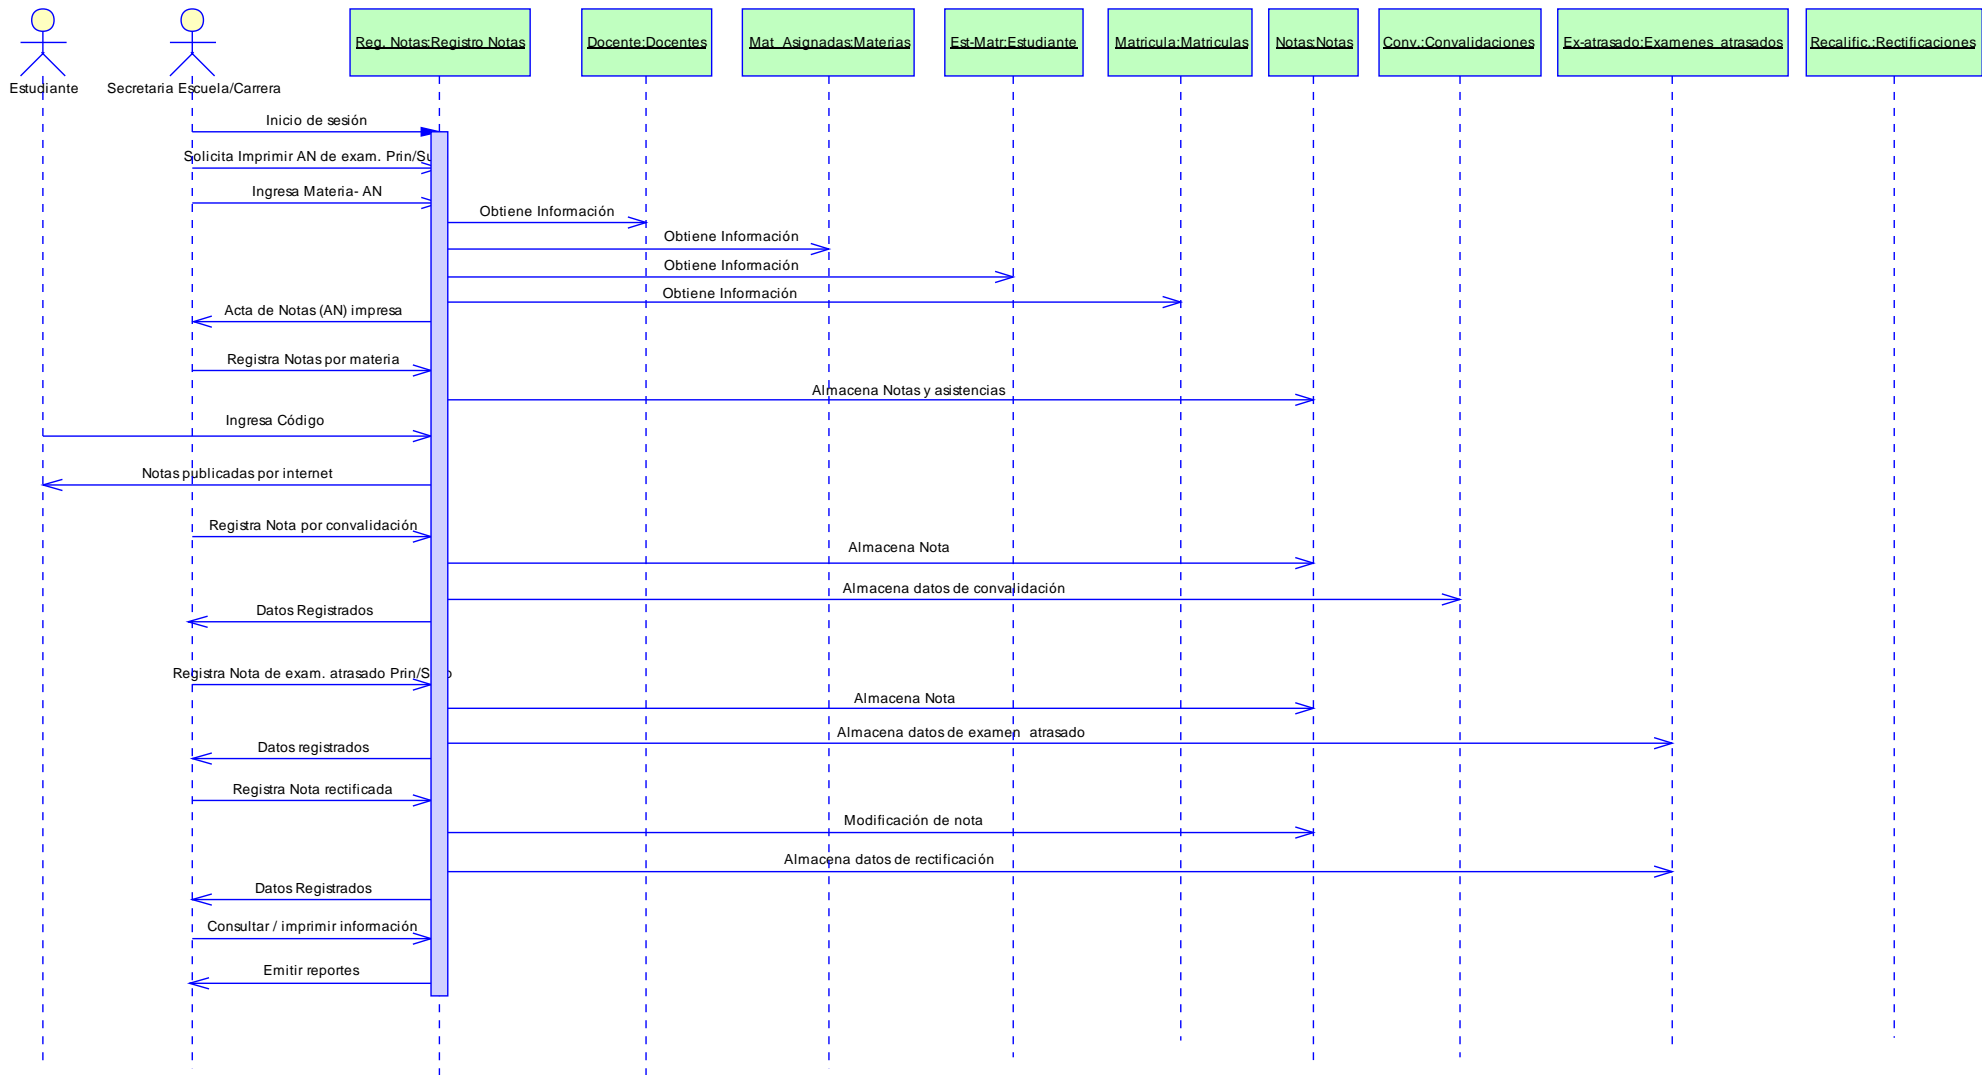 Reg. Notas:Registro Notas
Docente:Docentes
Mat_Asignadas:Materias
Est-Matr:Estudiante
Matricula:Matriculas
Notas:Notas
Conv.:Convalidaciones
Ex-atrasado:Examenes_atrasados
Recalific.:Rectificaciones
Estudiante
Secretaria Escuela/Carrera
Inicio de sesión
Solicita Imprimir AN de exam. Prin/Su
Ingresa Materia- AN
Obtiene Información
Obtiene Información
Obtiene Información
Obtiene Información
Acta de Notas (AN) impresa
Registra Notas por materia
Almacena Notas y asistencias
Ingresa Código
Notas publicadas por internet
Registra Nota por convalidación
Almacena Nota
Almacena datos de convalidación
Datos Registrados
Registra Nota de exam. atrasado Prin/S
Almacena Nota
Almacena datos de examen atrasado
Datos registrados
Registra Nota rectificada
Modificación de nota
Almacena datos de rectificación
Datos Registrados
Consultar / imprimir información
Emitir reportes